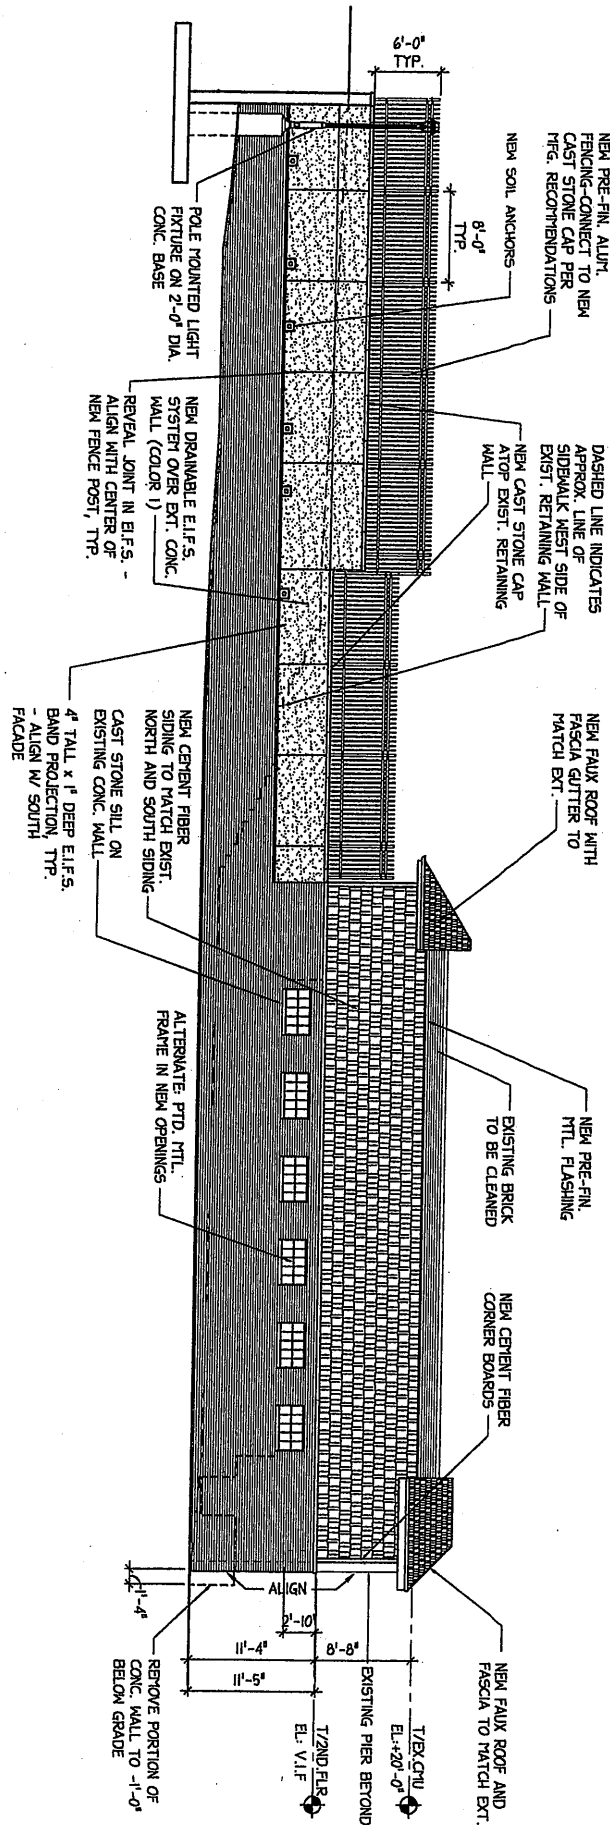 6'-0"
TYP.
NEW PRE-FIN. ALUM.
FENCING-CONNECT TO NEW
CAST STONE CAP PER
MFG. RECOMMENDATIONS
NEW SOIL ANCHORS
8'-0"
TYP.
DASHED LINE INDICATES
APPROX. LINE OF
SIDEWALK WEST SIDE OF
EXIST. RETAINING WALL
NEW CAST STONE CAP
ATOP EXIST. RETAINING
WALL
NEW FAUX ROOF WITH
FASCIA GUTTER TO
MATCH EXT.
NEW PRE-FIN.
MTL. FLASHING
EXISTING BRICK
TO BE CLEANED
NEW CEMENT FIBER
CORNER BOARDS
NEW FAUX ROOF AND
FASCIA TO MATCH EXT.
T/EX.CMU
EL:+20'-0"
EXISTING PIER BEYOND
T/2ND FLR
EL: V.I.F
8'-8"
2'-10"
11'-4"
11'-5"
ALIGN
1'-4"
REMOVE PORTION OF
CONC. WALL TO -1'-0"
BELOW GRADE
POLE MOUNTED LIGHT
FIXTURE ON 2'-0" DIA.
CONC. BASE
NEW DRAINABLE E.I.F.S.
SYSTEM OVER EXT. CONC.
WALL (COLOR 1)
REVEAL JOINT IN E.I.F.S. -
ALIGN WITH CENTER OF
NEW FENCE POST, TYP.
NEW CEMENT FIBER
SIDING TO MATCH EXIST.
NORTH AND SOUTH SIDING
CAST STONE SILL ON
EXISTING CONC. WALL
4" TALL x 1" DEEP E.I.F.S.
BAND PROJECTION, TYP.
- ALIGN W/ SOUTH
FACADE
ALTERNATE: PTD. MTL.
FRAME IN NEW OPENINGS